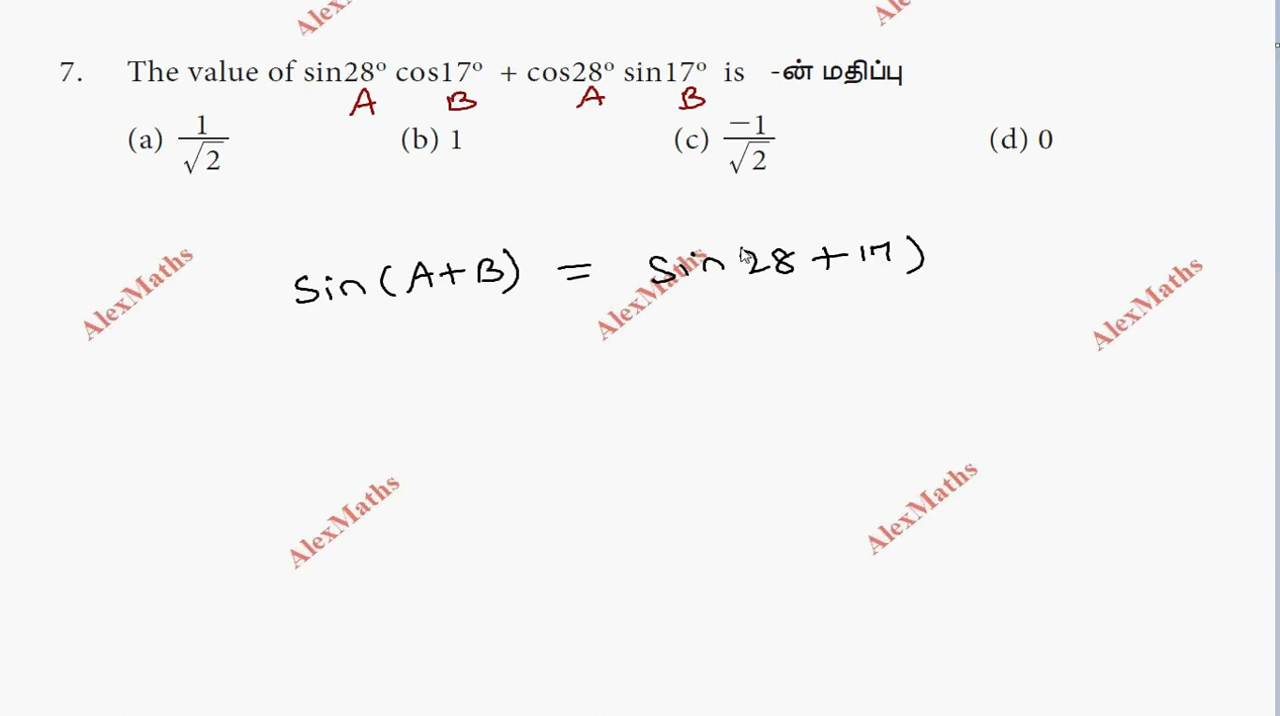 AlexMaths
7. The value of sin28° cos17° + cos28° sin17° is -ன் மதிப்பு
A B A B
(a) 1/√2 (b) 1 (c) −1/√2 (d) 0
Sin(A+B) = Sin 28+17)
AlexMaths AlexMaths AlexMaths
AlexMaths AlexMaths